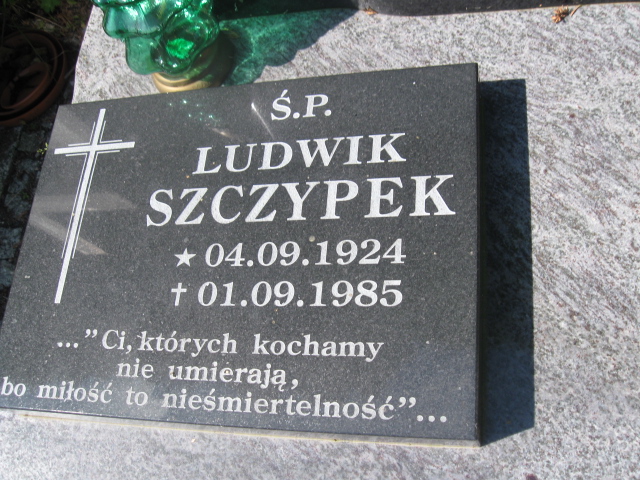 Ś.P.
LUDWIK
SZCZYPEK
★ 04.09.1924
† 01.09.1985
..."Ci, których kochamy
nie umierają,
bo miłość to nieśmiertelność"...